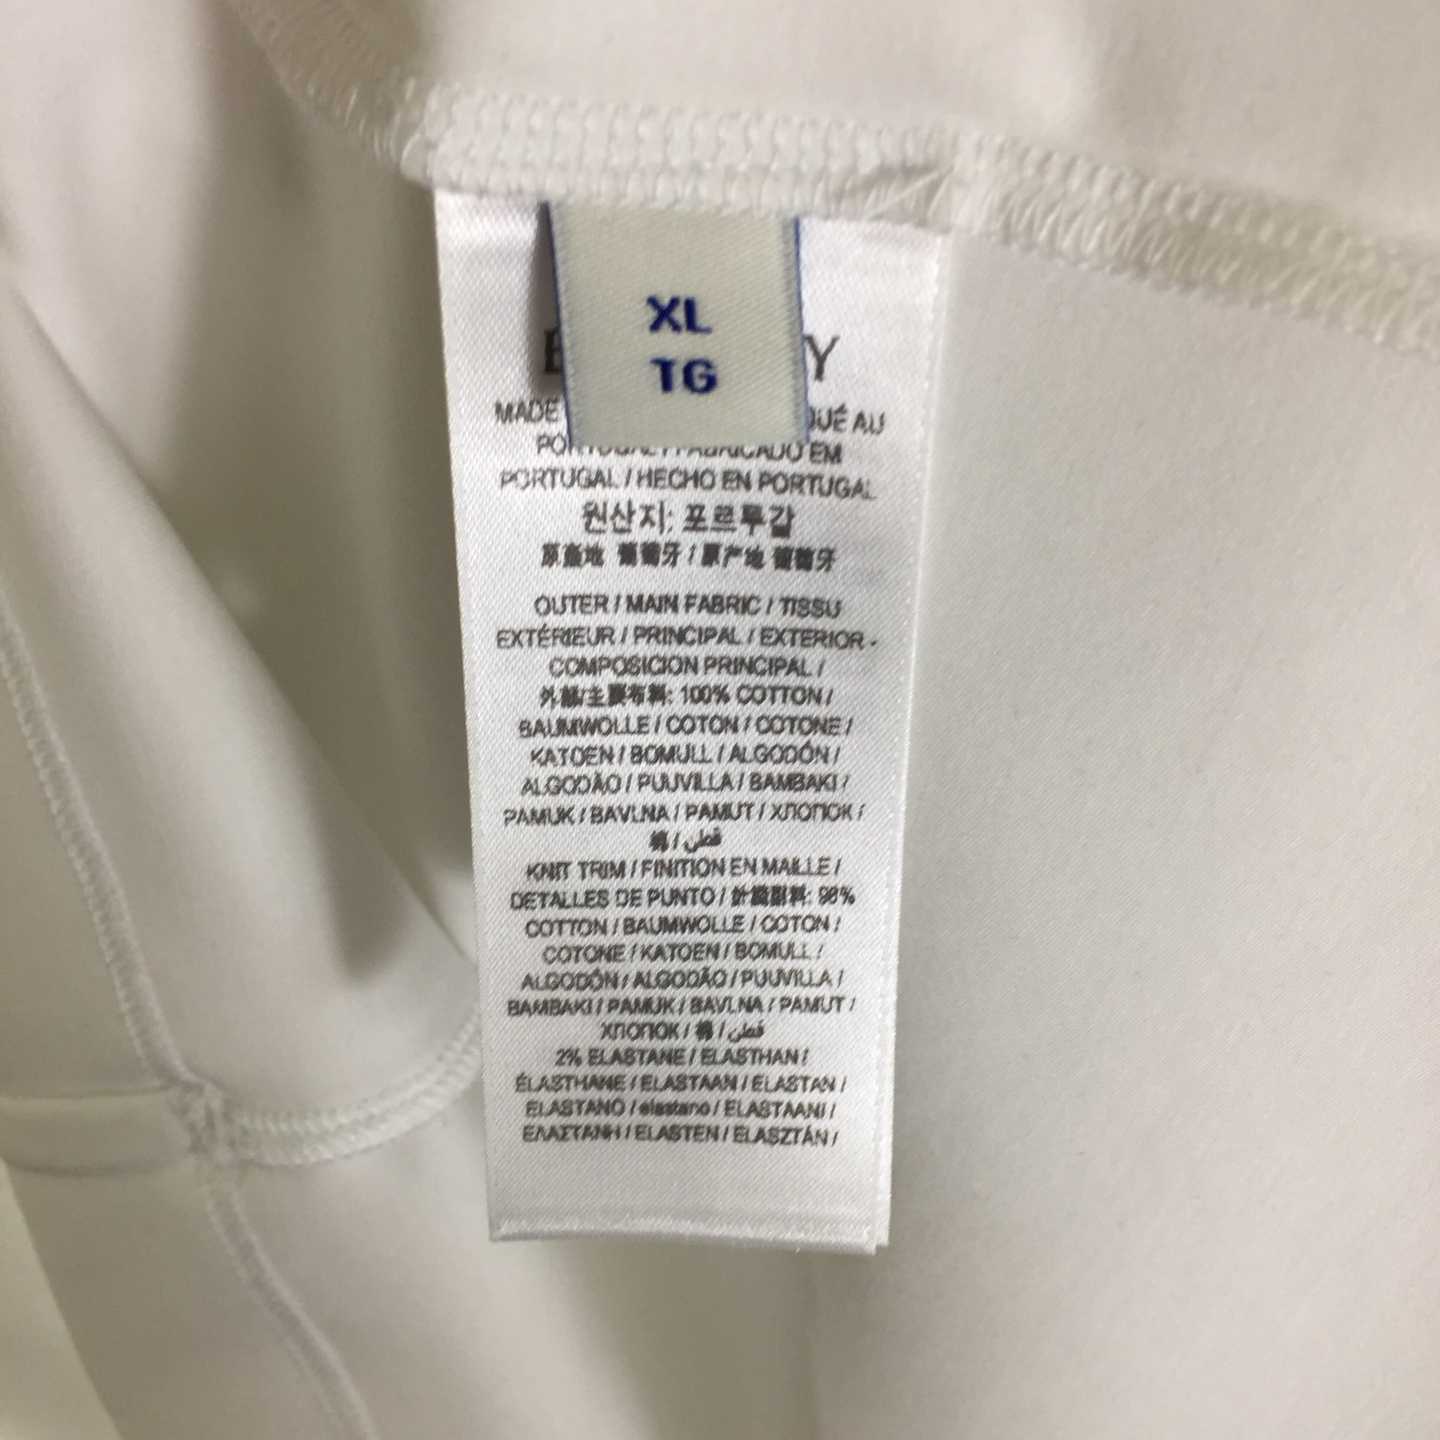 XL
TG
Y
MADE
QUÉ AU
PORTUGAL / FABRICADO EM
PORTUGAL / HECHO EN PORTUGAL
원산지: 포르투갈
原產地 葡萄牙 / 原产地 葡萄牙
OUTER / MAIN FABRIC / TISSU
EXTÉRIEUR / PRINCIPAL / EXTERIOR -
COMPOSICION PRINCIPAL /
外部/主要布料: 100% COTTON /
BAUMWOLLE / COTON / COTONE /
KATOEN / BOMULL / ALGODÓN /
ALGODÃO / PUUVILLA / BAMBAKI /
PAMUK / BAVLNA / PAMUT / ХЛОПОК /
棉 / قطن
KNIT TRIM / FINITION EN MAILLE /
DETALLES DE PUNTO / 針織副料: 98%
COTTON / BAUMWOLLE / COTON /
COTONE / KATOEN / BOMULL /
ALGODÓN / ALGODÃO / PUUVILLA /
BAMBAKI / PAMUK / BAVLNA / PAMUT /
ХЛОПОК / 棉 / قطن
2% ELASTANE / ELASTHAN /
ÉLASTHANE / ELASTAAN / ELASTAN /
ELASTANO / elastano / ELASTAANI /
ΕΛΑΣΤΑΝΗ / ELASTEN / ELASZTÁN /